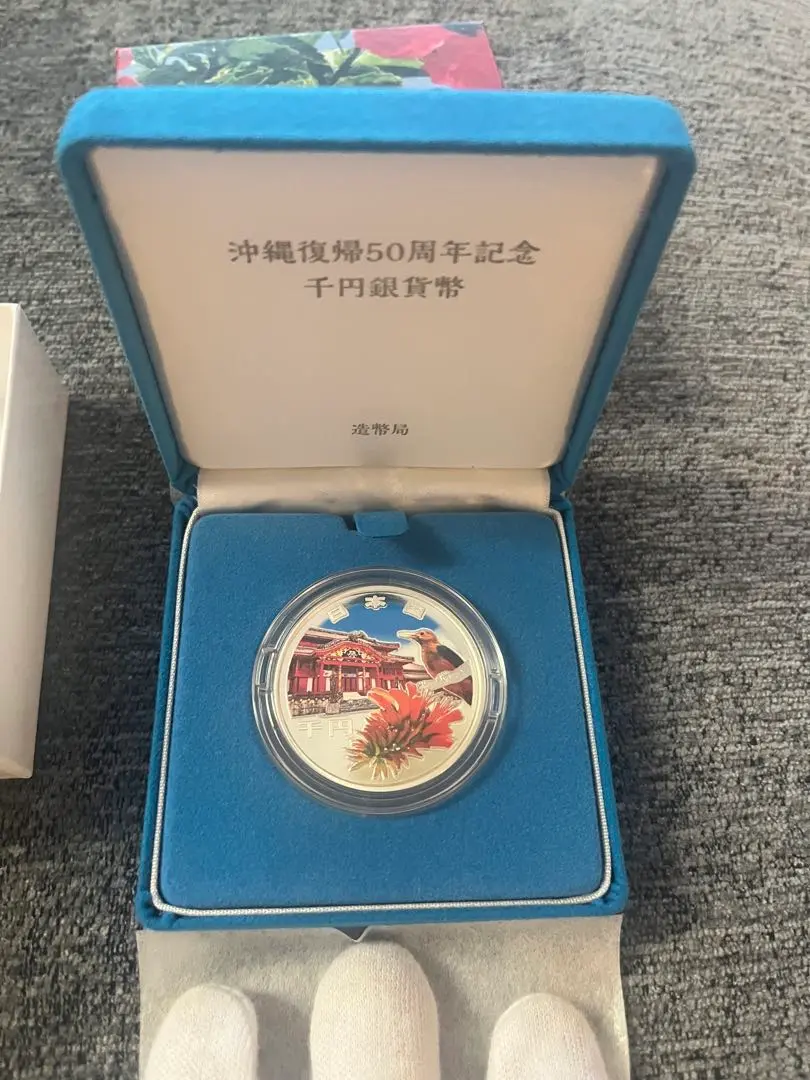 沖縄復帰50周年記念
千円銀貨幣
造幣局
日本国
千円